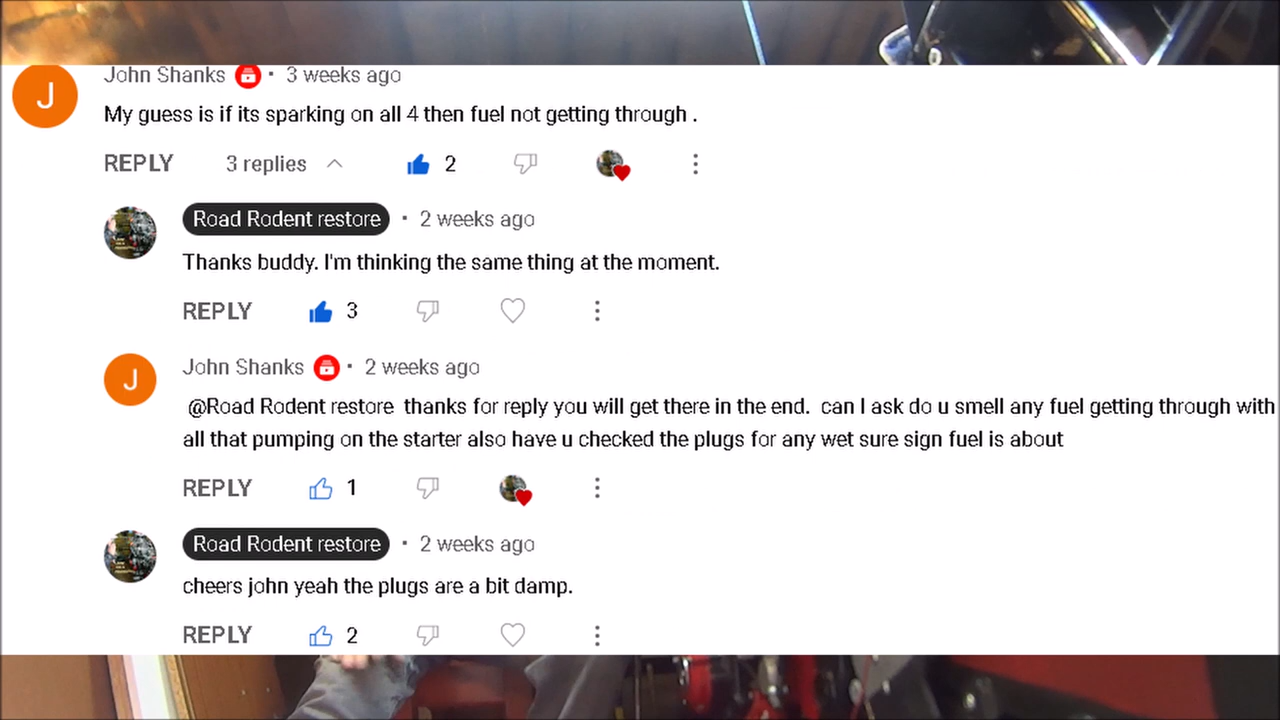 John Shanks • 3 weeks ago
J
My guess is if its sparking on all 4 then fuel not getting through .
REPLY 3 replies 2
Road Rodent restore • 2 weeks ago
Thanks buddy. I'm thinking the same thing at the moment.
REPLY 3
John Shanks • 2 weeks ago
J
@Road Rodent restore thanks for reply you will get there in the end. can I ask do u smell any fuel getting through with
all that pumping on the starter also have u checked the plugs for any wet sure sign fuel is about
REPLY 1
Road Rodent restore • 2 weeks ago
cheers john yeah the plugs are a bit damp.
REPLY 2